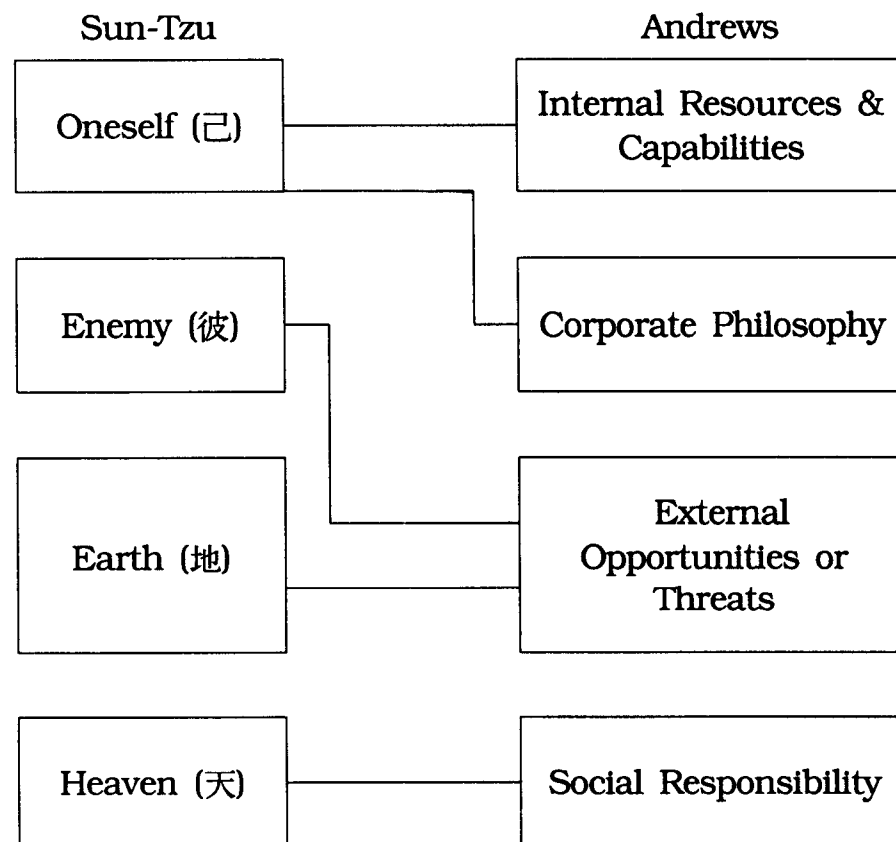 Sun-Tzu
Andrews
Oneself (己)
Internal Resources &
Capabilities
Enemy (彼)
Corporate Philosophy
Earth (地)
External
Opportunities or
Threats
Heaven (天)
Social Responsibility